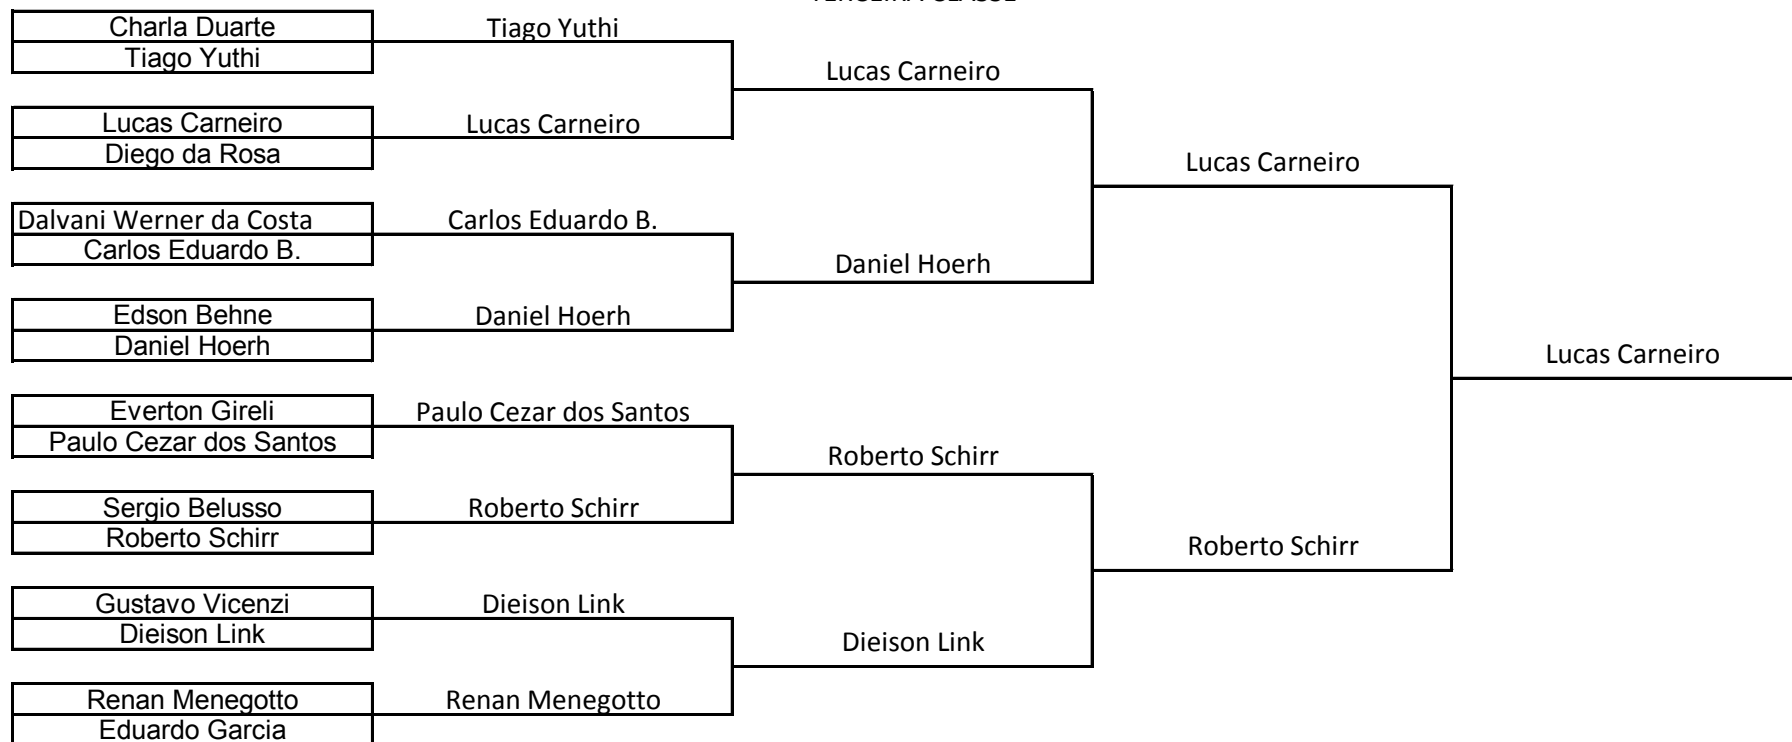 Charla Duarte
Tiago Yuthi
Tiago Yuthi
Lucas Carneiro
Lucas Carneiro
Diego da Rosa
Lucas Carneiro
Lucas Carneiro
Dalvani Werner da Costa
Carlos Eduardo B.
Carlos Eduardo B.
Daniel Hoerh
Edson Behne
Daniel Hoerh
Daniel Hoerh
Lucas Carneiro
Everton Gireli
Paulo Cezar dos Santos
Paulo Cezar dos Santos
Roberto Schirr
Sergio Belusso
Roberto Schirr
Roberto Schirr
Roberto Schirr
Gustavo Vicenzi
Dieison Link
Dieison Link
Dieison Link
Renan Menegotto
Eduardo Garcia
Renan Menegotto